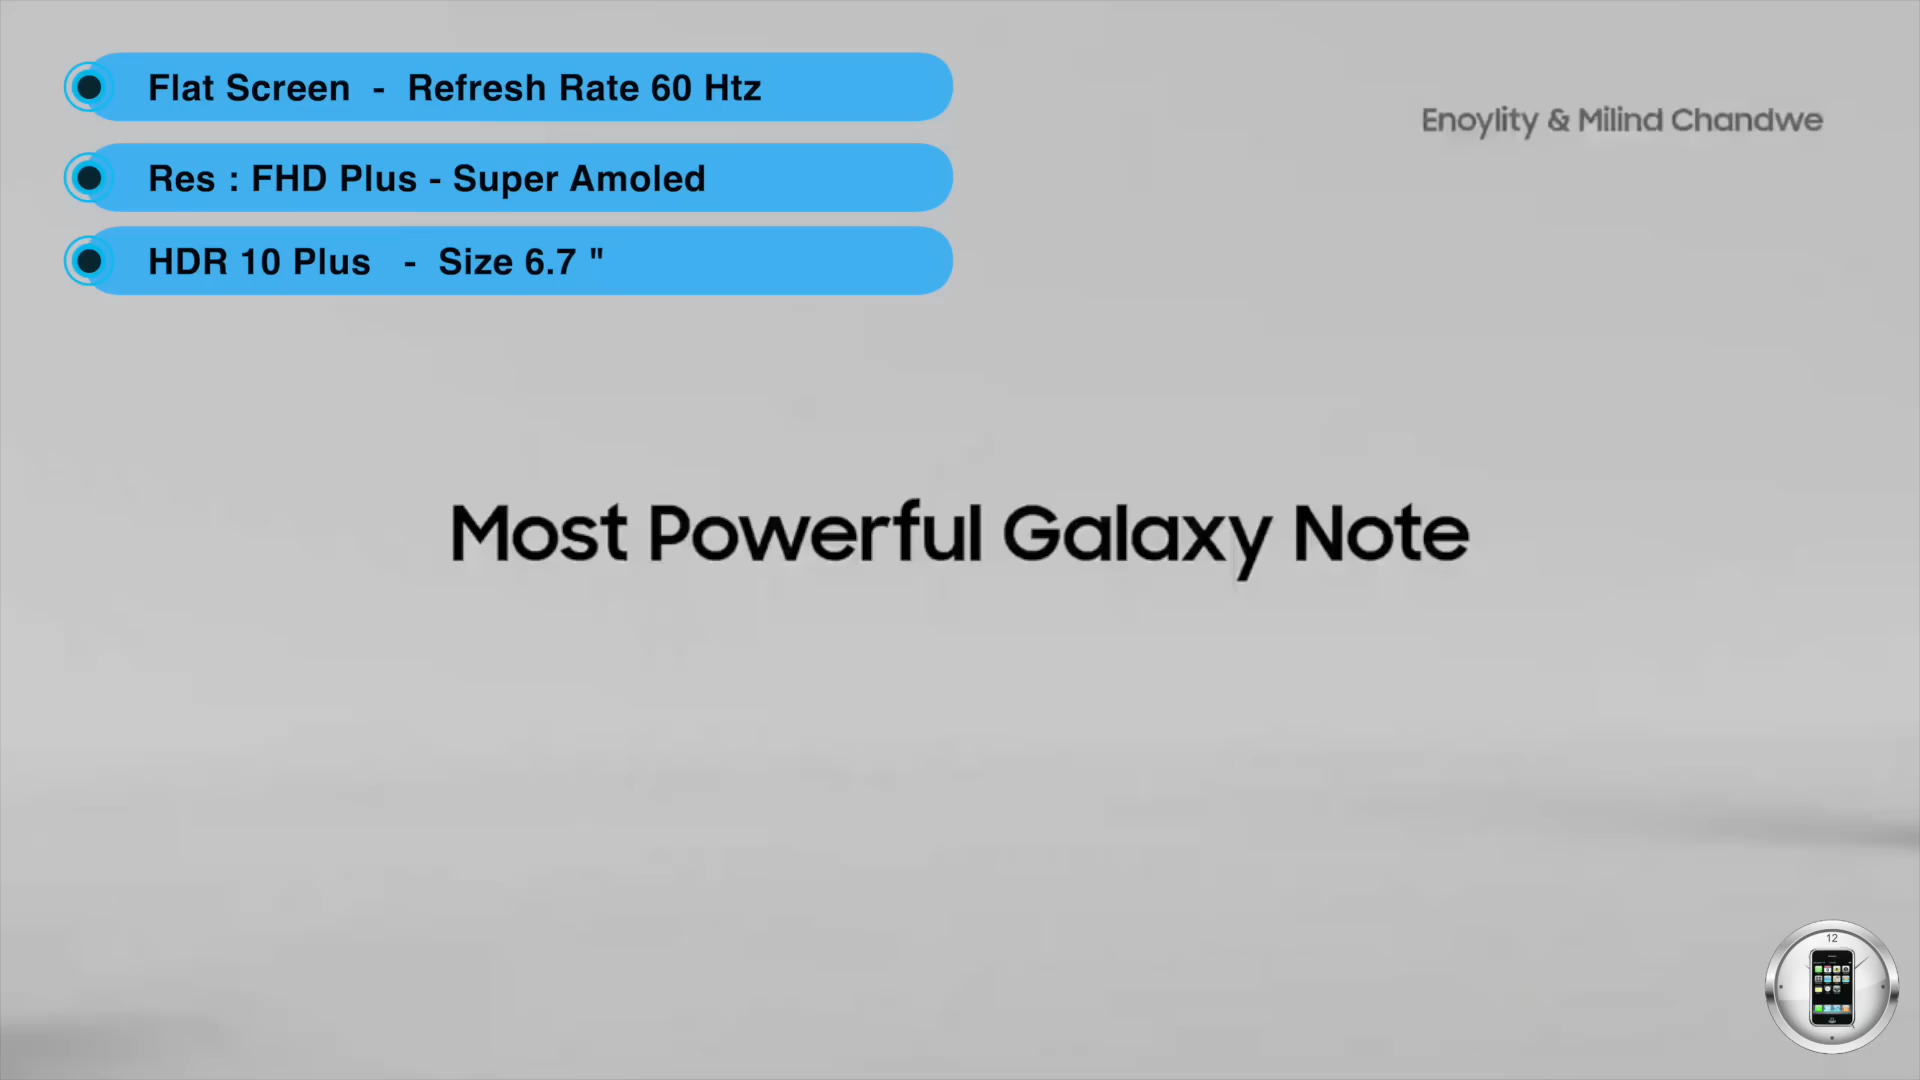 Flat Screen - Refresh Rate 60 Htz
Enoylity & Milind Chandwe
Res : FHD Plus - Super Amoled
HDR 10 Plus - Size 6.7 "
Most Powerful Galaxy Note
12